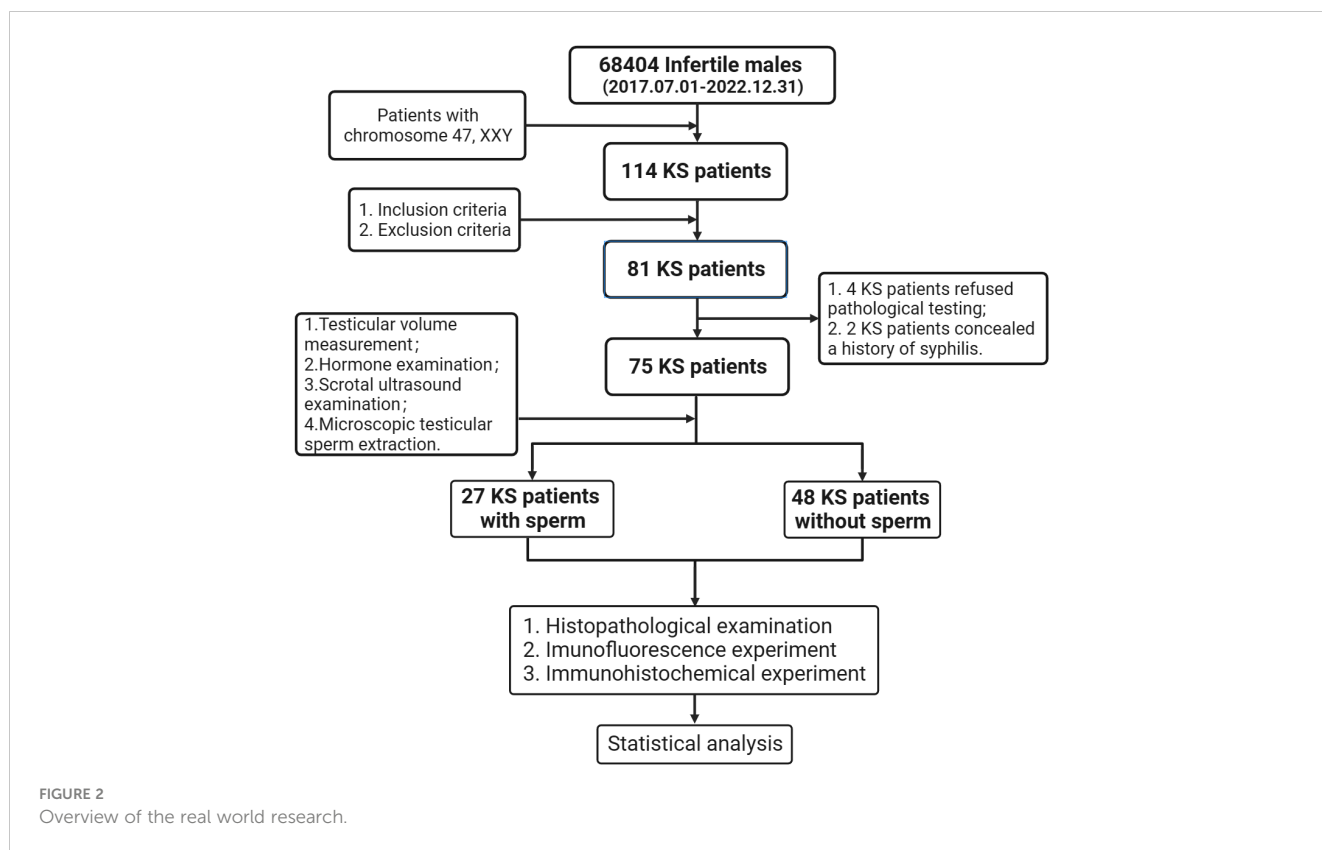 68404 Infertile males
(2017.07.01-2022.12.31)
Patients with
chromosome 47, XXY
114 KS patients
1. Inclusion criteria
2. Exclusion criteria
81 KS patients
1. 4 KS patients refused
pathological testing;
2. 2 KS patients concealed
a history of syphilis.
1.Testicular volume
measurement;
2.Hormone examination;
3.Scrotal ultrasound
examination;
4.Microscopic testicular
sperm extraction.
75 KS patients
27 KS patients
with sperm
48 KS patients
without sperm
1. Histopathological examination
2. Imunofluorescence experiment
3. Immunohistochemical experiment
Statistical analysis
FIGURE 2
Overview of the real world research.